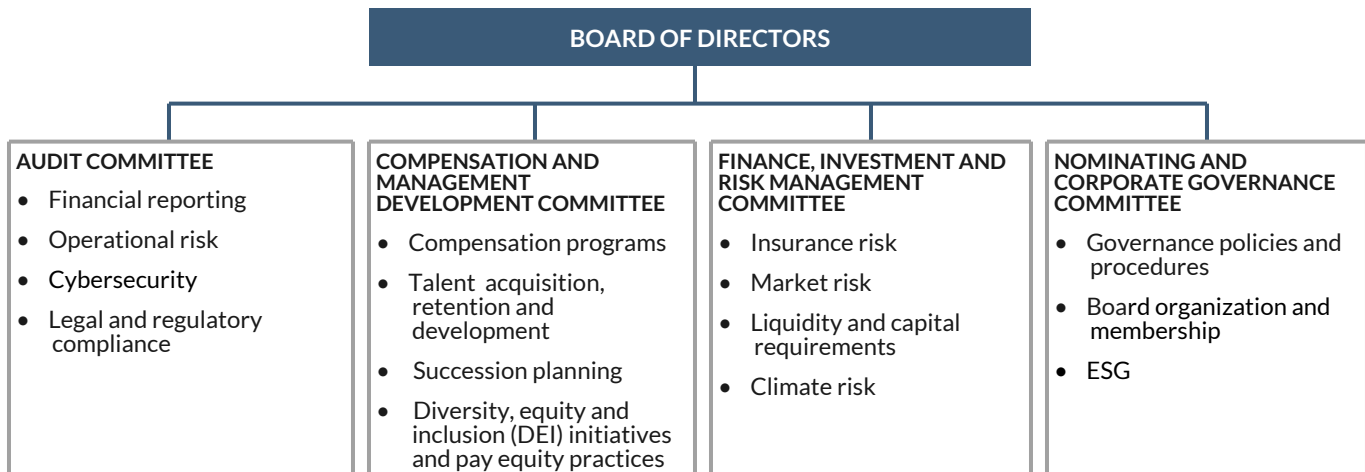 BOARD OF DIRECTORS
AUDIT COMMITTEE
• Financial reporting
• Operational risk
• Cybersecurity
• Legal and regulatory
compliance
COMPENSATION AND
MANAGEMENT
DEVELOPMENT COMMITTEE
• Compensation programs
• Talent acquisition,
retention and
development
• Succession planning
• Diversity, equity and
inclusion (DEI) initiatives
and pay equity practices
FINANCE, INVESTMENT AND
RISK MANAGEMENT
COMMITTEE
• Insurance risk
• Market risk
• Liquidity and capital
requirements
• Climate risk
NOMINATING AND
CORPORATE GOVERNANCE
COMMITTEE
• Governance policies and
procedures
• Board organization and
membership
• ESG